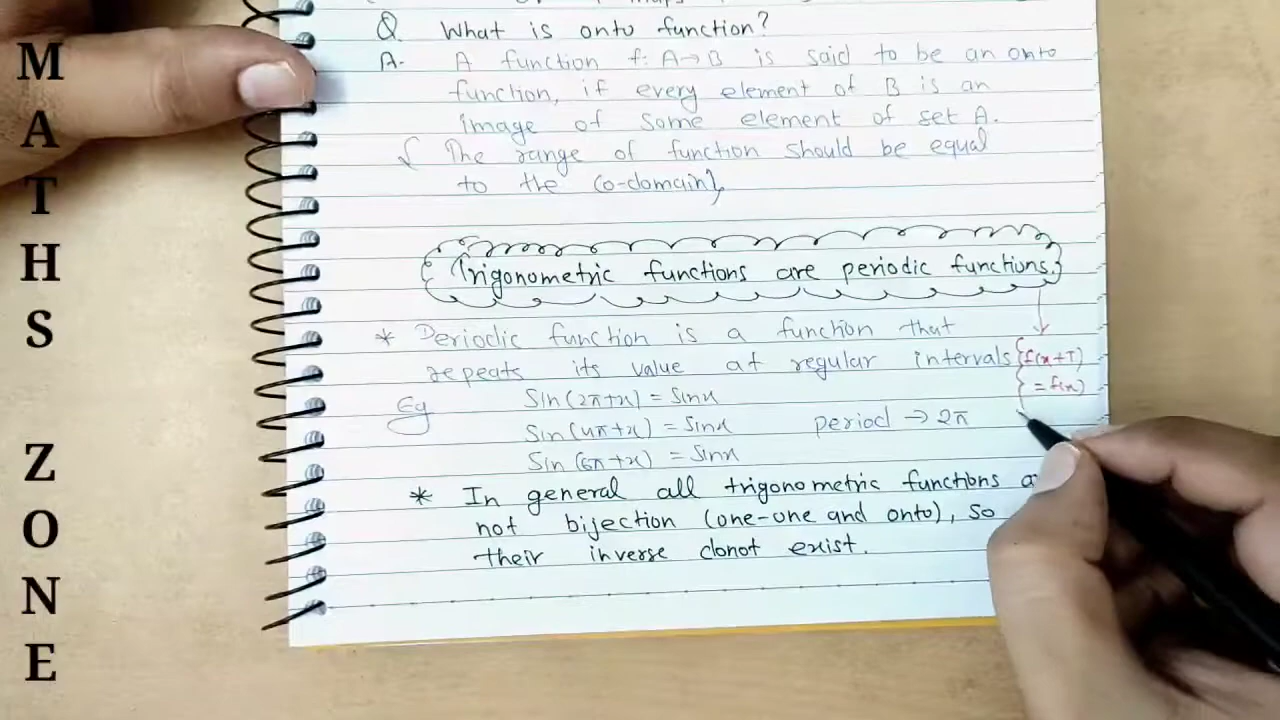 MATHS ZONE
Q What is onto function?
A. A function f: A→B is said to be an onto
function, if every element of B is an
image of some element of set A.
{ The range of function should be equal
to the co-domain}
Trigonometric functions are periodic functions.
* Periodic function is a function that
repeats its value at regular intervals {f(x+T)
= f(x)
Eg Sin(2π+x) = Sinx
Sin(4π+x) = Sinx period → 2π
Sin(6π+x) = Sinx
* In general all trigonometric functions
not bijection (one-one and onto), so
their inverse donot exist.